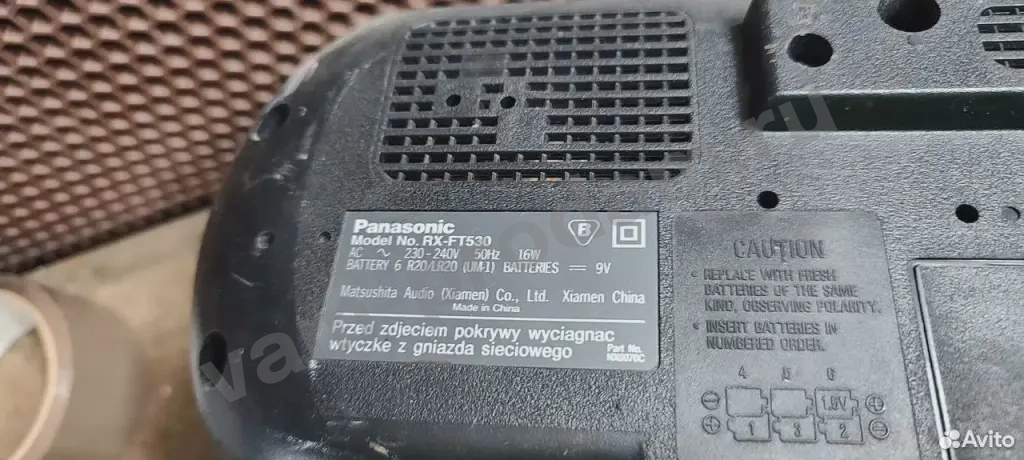 Panasonic
Model No. RX-FT530
AC ~ 230-240V 50Hz 16W
BATTERY 6 R20/LR20 (UM-1) BATTERIES ⎓ 9V
Matsushita Audio (Xiamen) Co., Ltd. Xiamen China
Made in China
Przed zdjeciem pokrywy wyciagnac
wtyczke z gniazda sieciowego
Part No.
B
CAUTION
• REPLACE WITH FRESH
BATTERIES OF THE SAME
KIND, OBSERVING POLARITY.
• INSERT BATTERIES IN
NUMBERED ORDER.
4 5 6
⊖ 1.5V ⊕
⊕ 1 3 2 ⊖
Avito